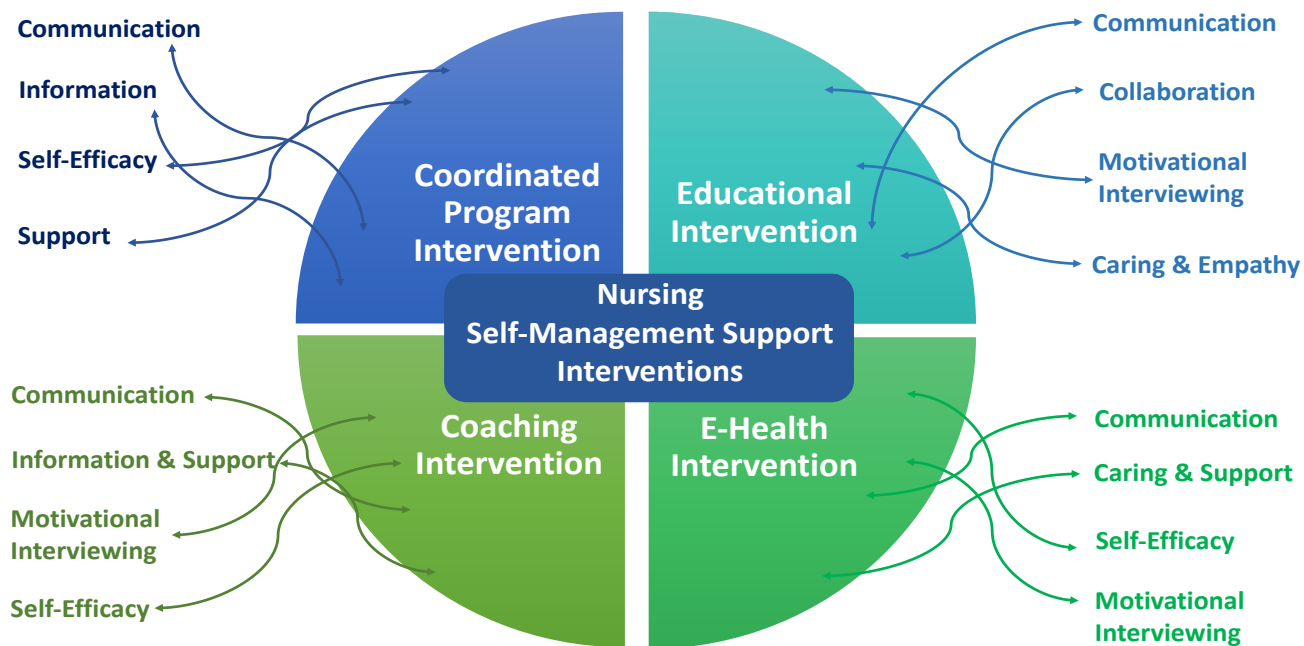 Communication
Information
Self-Efficacy
Support
Coordinated
Program
Intervention
Educational
Intervention
Communication
Collaboration
Motivational
Interviewing
Caring & Empathy
Nursing
Self-Management Support
Interventions
Communication
Information & Support
Motivational
Interviewing
Self-Efficacy
Coaching
Intervention
E-Health
Intervention
Communication
Caring & Support
Self-Efficacy
Motivational
Interviewing